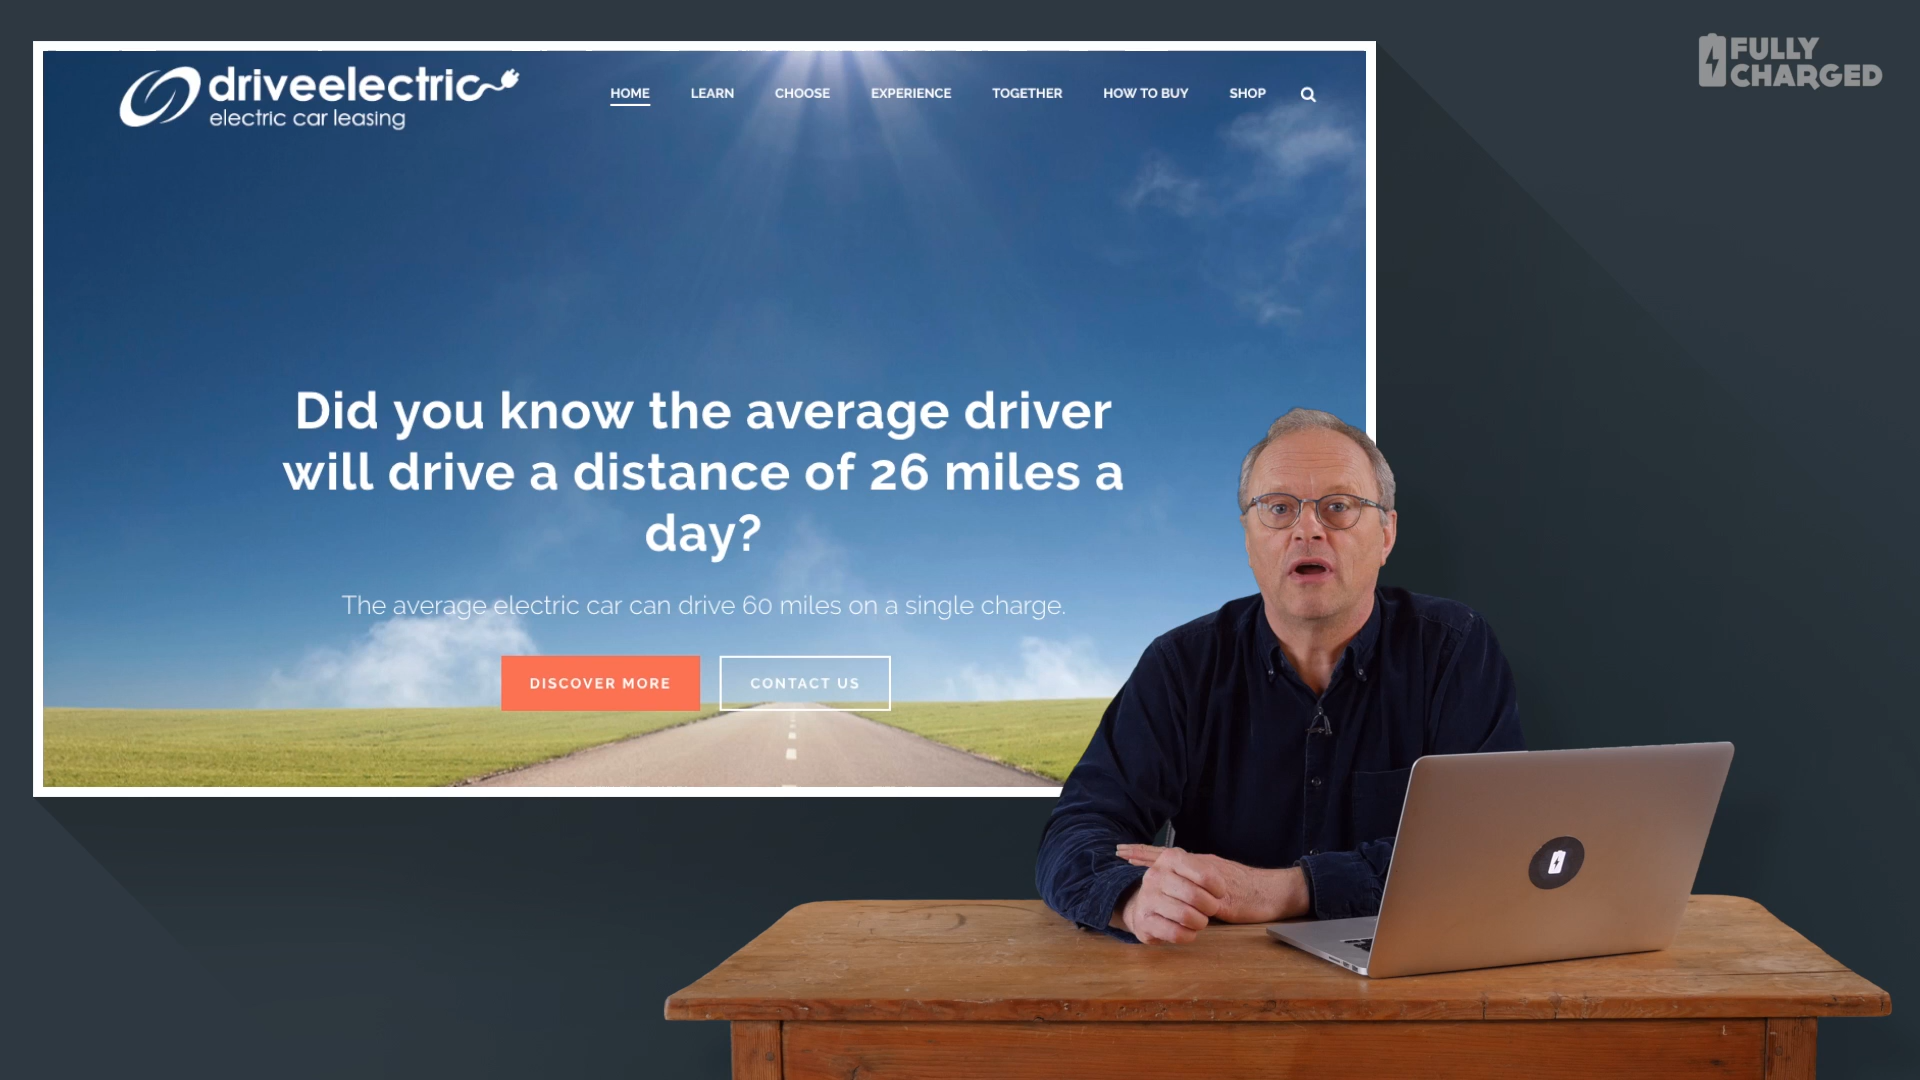 driveelectric
electric car leasing
HOME LEARN CHOOSE EXPERIENCE TOGETHER HOW TO BUY SHOP
FULLY
CHARGED
Did you know the average driver
will drive a distance of 26 miles a
day?
The average electric car can drive 60 miles on a single charge.
DISCOVER MORE CONTACT US